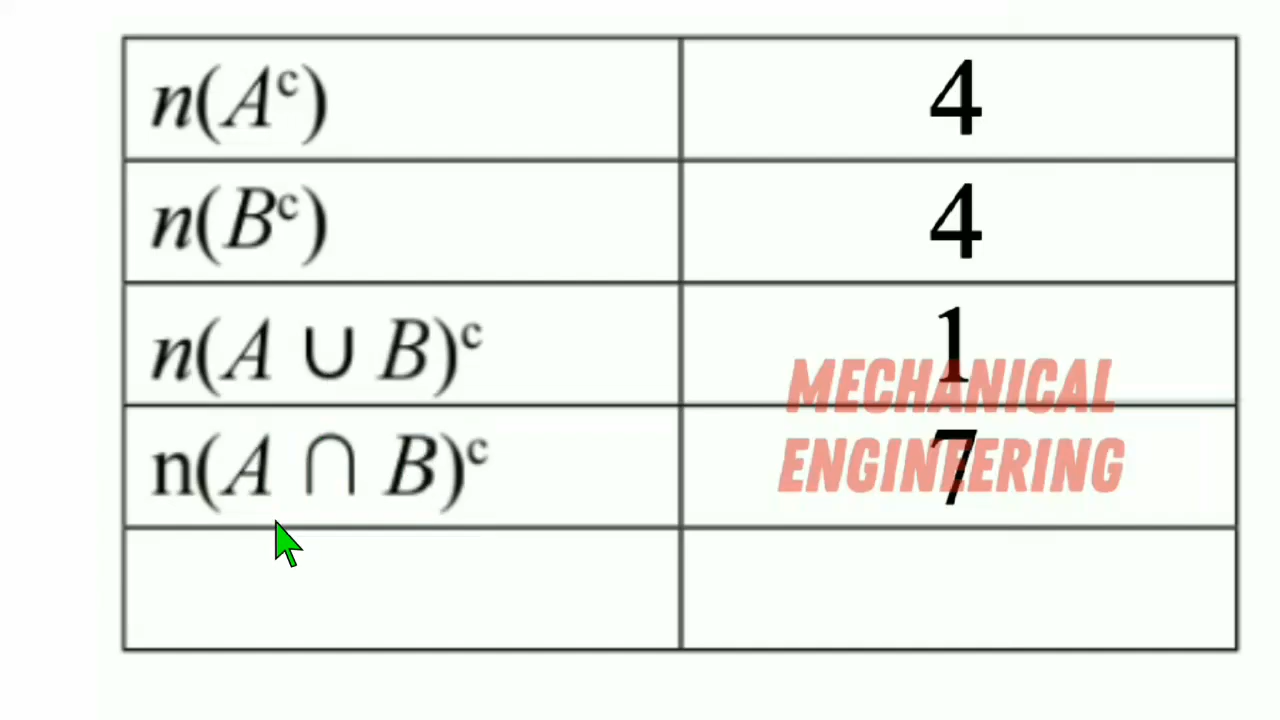 n(Aᶜ) 4
n(Bᶜ) 4
n(A ∪ B)ᶜ 1
n(A ∩ B)ᶜ 7
MECHANICAL
ENGINEERING